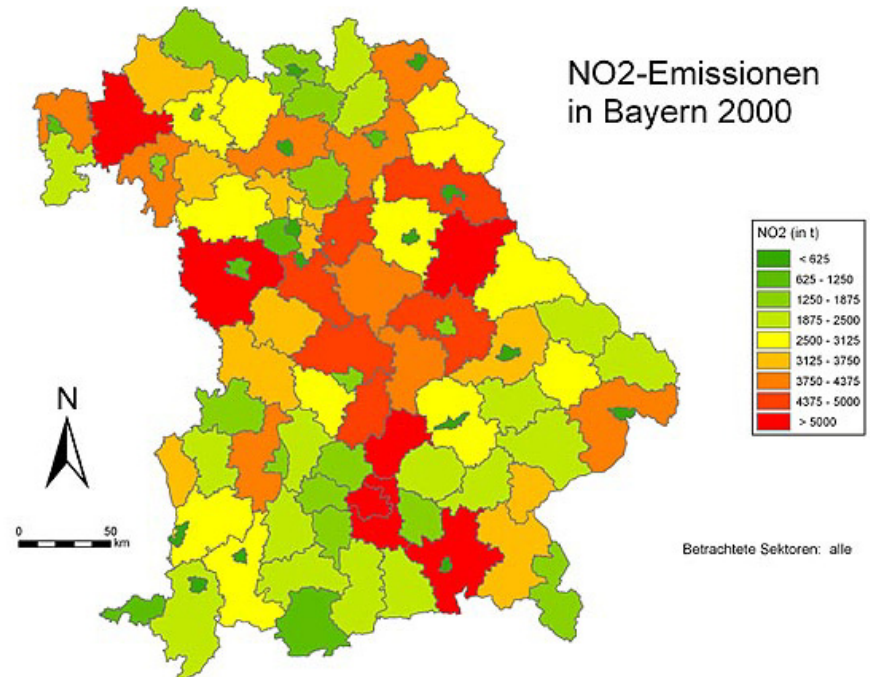 NO2-Emissionen
in Bayern 2000
NO2 (in t)
< 625
625 - 1250
1250 - 1875
1875 - 2500
2500 - 3125
3125 - 3750
3750 - 4375
4375 - 5000
> 5000
N
0 50
km
Betrachtete Sektoren: alle